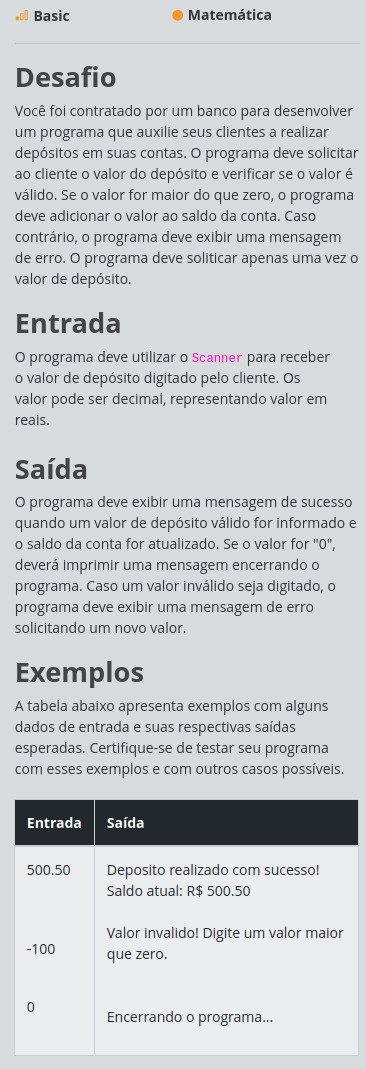 Basic
Matemática
Desafio
Você foi contratado por um banco para desenvolver
um programa que auxilie seus clientes a realizar
depósitos em suas contas. O programa deve solicitar
ao cliente o valor do depósito e verificar se o valor é
válido. Se o valor for maior do que zero, o programa
deve adicionar o valor ao saldo da conta. Caso
contrário, o programa deve exibir uma mensagem
de erro. O programa deve soliticar apenas uma vez o
valor de depósito.
Entrada
O programa deve utilizar o Scanner para receber
o valor de depósito digitado pelo cliente. Os
valor pode ser decimal, representando valor em
reais.
Saída
O programa deve exibir uma mensagem de sucesso
quando um valor de depósito válido for informado e
o saldo da conta for atualizado. Se o valor for "0",
deverá imprimir uma mensagem encerrando o
programa. Caso um valor inválido seja digitado, o
programa deve exibir uma mensagem de erro
solicitando um novo valor.
Exemplos
A tabela abaixo apresenta exemplos com alguns
dados de entrada e suas respectivas saídas
esperadas. Certifique-se de testar seu programa
com esses exemplos e com outros casos possíveis.
Entrada
Saída
500.50
Deposito realizado com sucesso!
Saldo atual: R$ 500.50
-100
Valor invalido! Digite um valor maior
que zero.
0
Encerrando o programa...